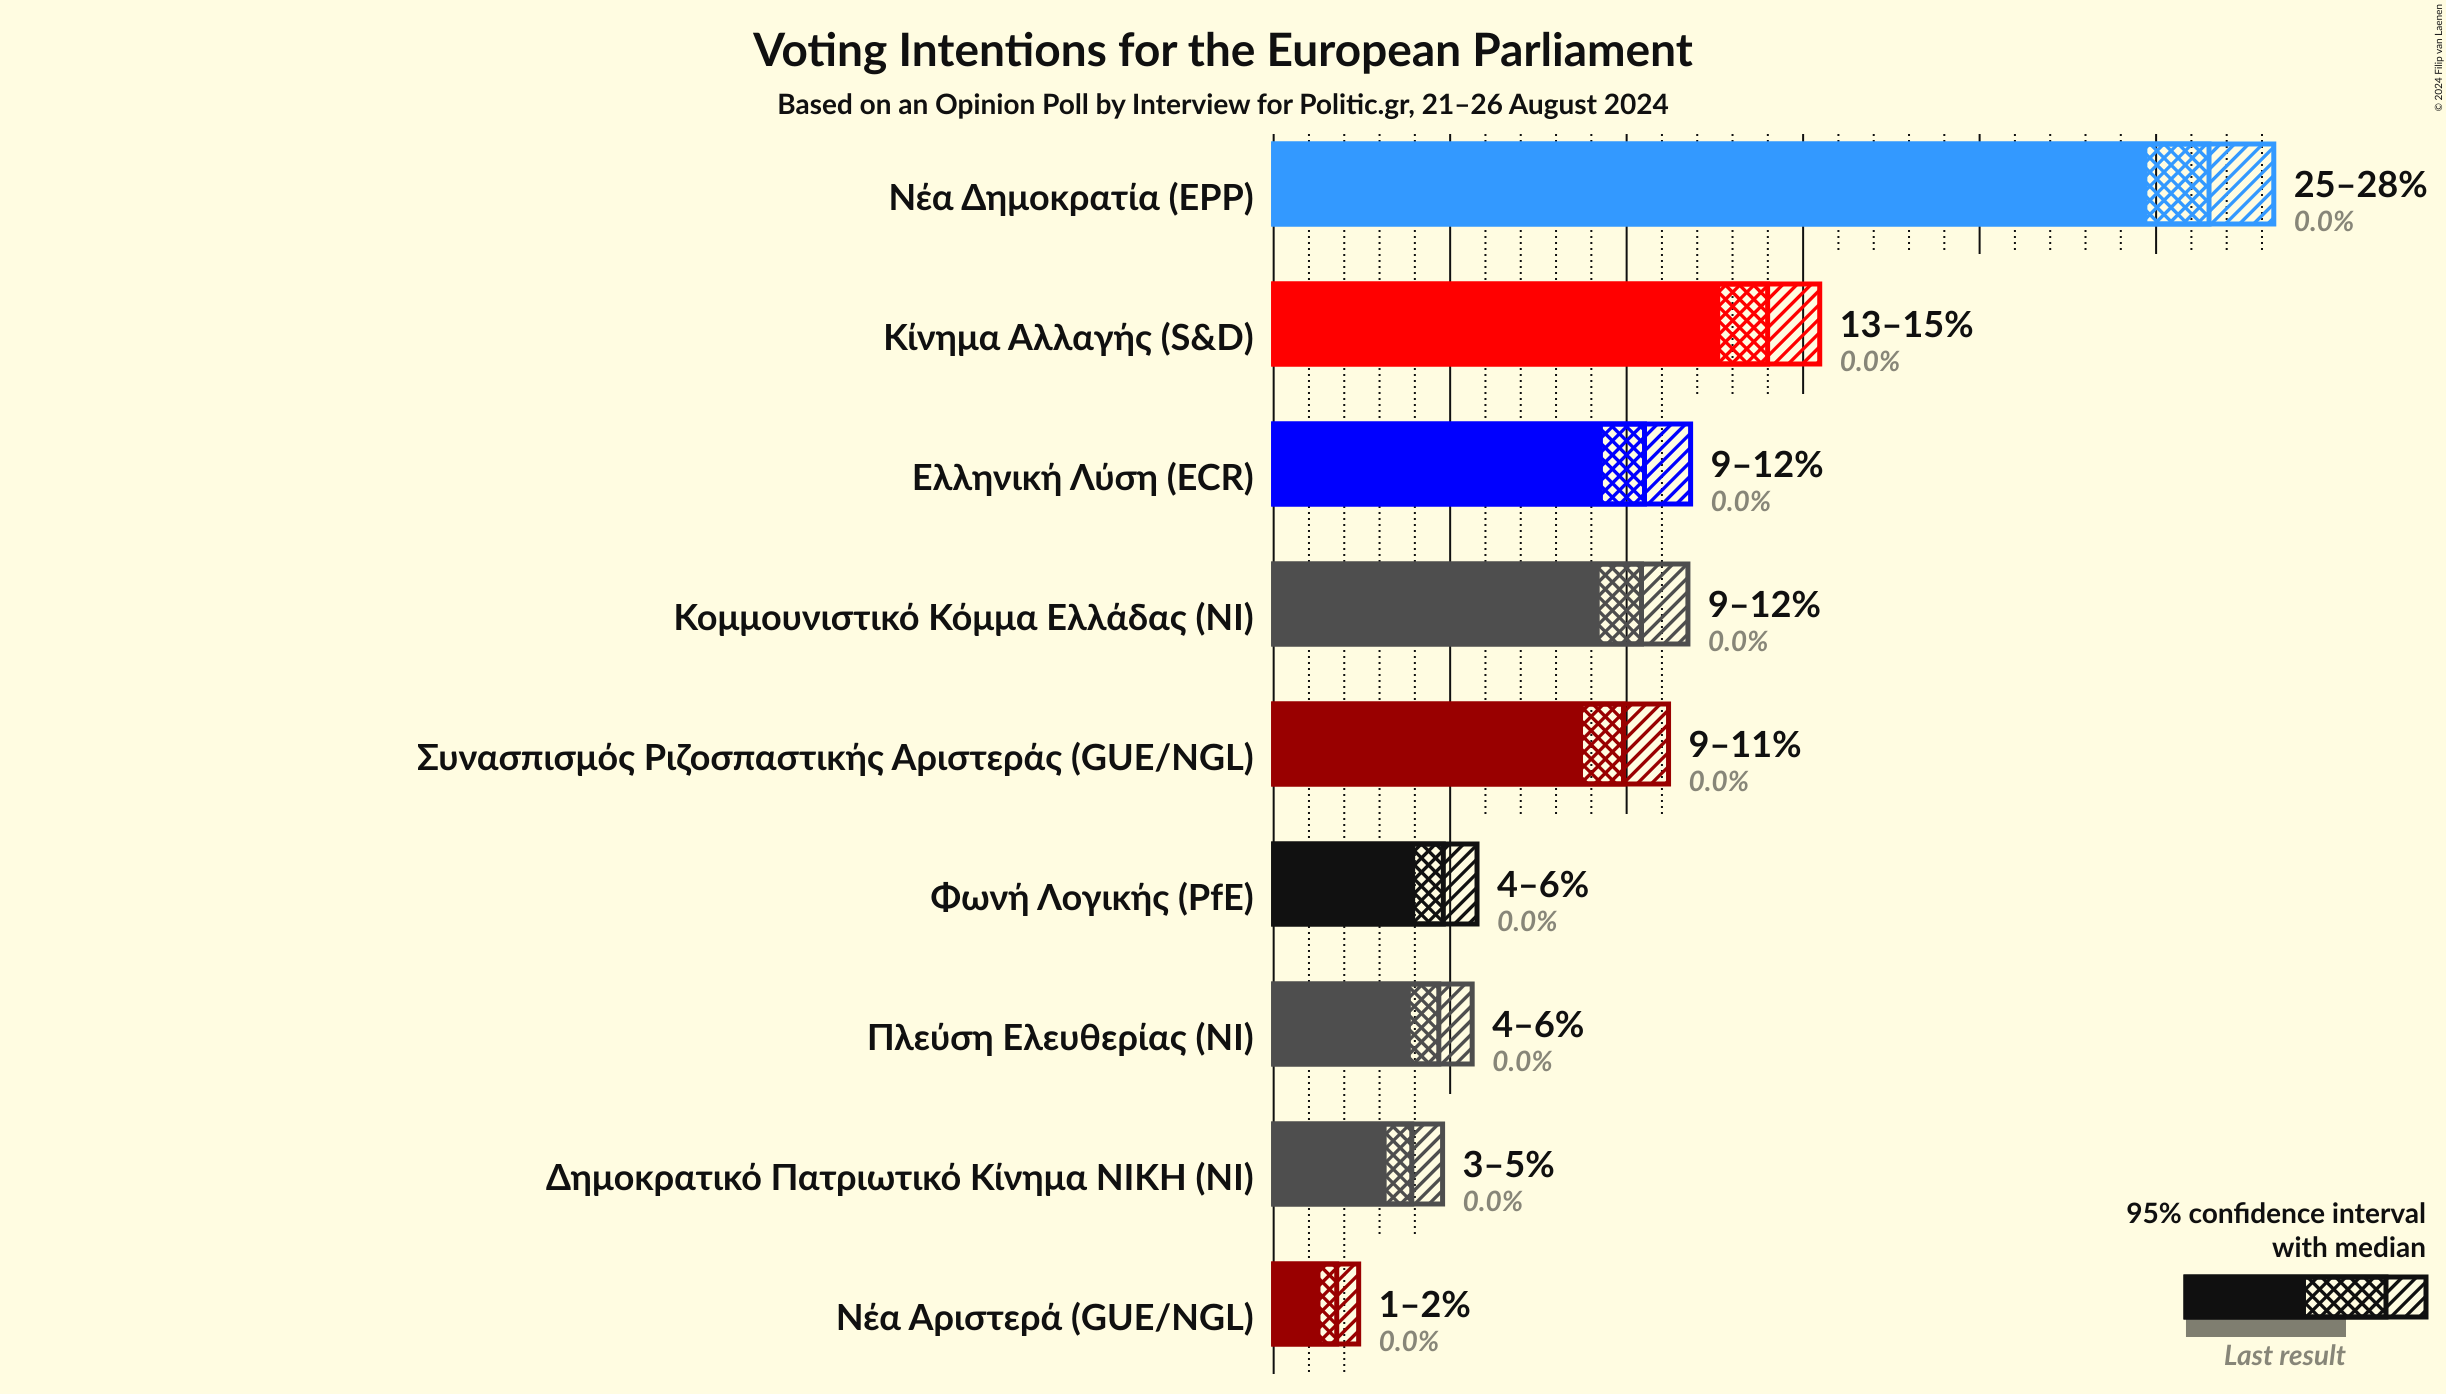 Voting Intentions for the European Parliament
Based on an Opinion Poll by Interview for Politic.gr, 21–26 August 2024
© 2024 Filip van Laenen
Νέα Δημοκρατία (EPP)
25–28%
0.0%
Κίνημα Αλλαγής (S&D)
13–15%
0.0%
Ελληνική Λύση (ECR)
9–12%
0.0%
Κομμουνιστικό Κόμμα Ελλάδας (NI)
9–12%
0.0%
Συνασπισμός Ριζοσπαστικής Αριστεράς (GUE/NGL)
9–11%
0.0%
Φωνή Λογικής (PfE)
4–6%
0.0%
Πλεύση Ελευθερίας (NI)
4–6%
0.0%
Δημοκρατικό Πατριωτικό Κίνημα ΝΙΚΗ (NI)
3–5%
0.0%
Νέα Αριστερά (GUE/NGL)
1–2%
0.0%
95% confidence interval
with median
Last result